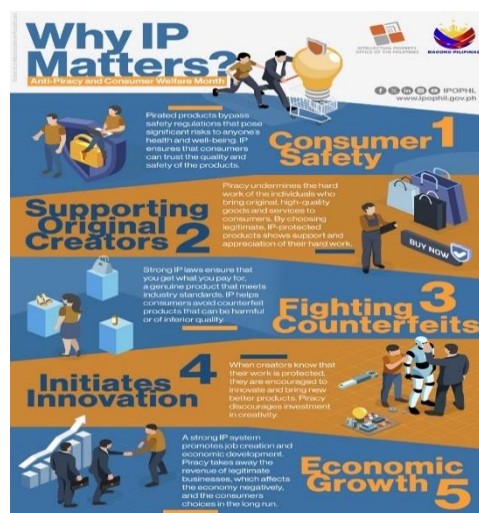 Why IP
Matters?
Anti-Piracy and Consumer Welfare Month
INTELLECTUAL PROPERTY
OFFICE OF THE PHILIPPINES
BAGONG PILIPINAS
IPOPHL
www.ipophil.gov.ph
Pirated products bypass
safety regulations that pose
significant risks to anyone's
health and well-being. IP
ensures that consumers
can trust the quality and
safety of the products.
Consumer 1
Safety
Supporting
Original
Creators 2
Piracy undermines the hard
work of the individuals who
bring original, high-quality
goods and services to
consumers. By choosing
legitimate, IP-protected
products shows support and
appreciation of their hard work.
BUY NOW
Strong IP laws ensure that
you get what you pay for,
a genuine product that meets
industry standards. IP helps
consumers avoid counterfeit
products that can be harmful
or of inferior quality.
Fighting 3
Counterfeits
Initiates 4
Innovation
When creators know that
their work is protected,
they are encouraged to
innovate and bring new
better products. Piracy
discourages investment
in creativity.
A strong IP system
promotes job creation and
economic development.
Piracy takes away the
revenue of legitimate
businesses, which affects
the economy negatively,
and the consumers
choices in the long run.
Economic
Growth 5